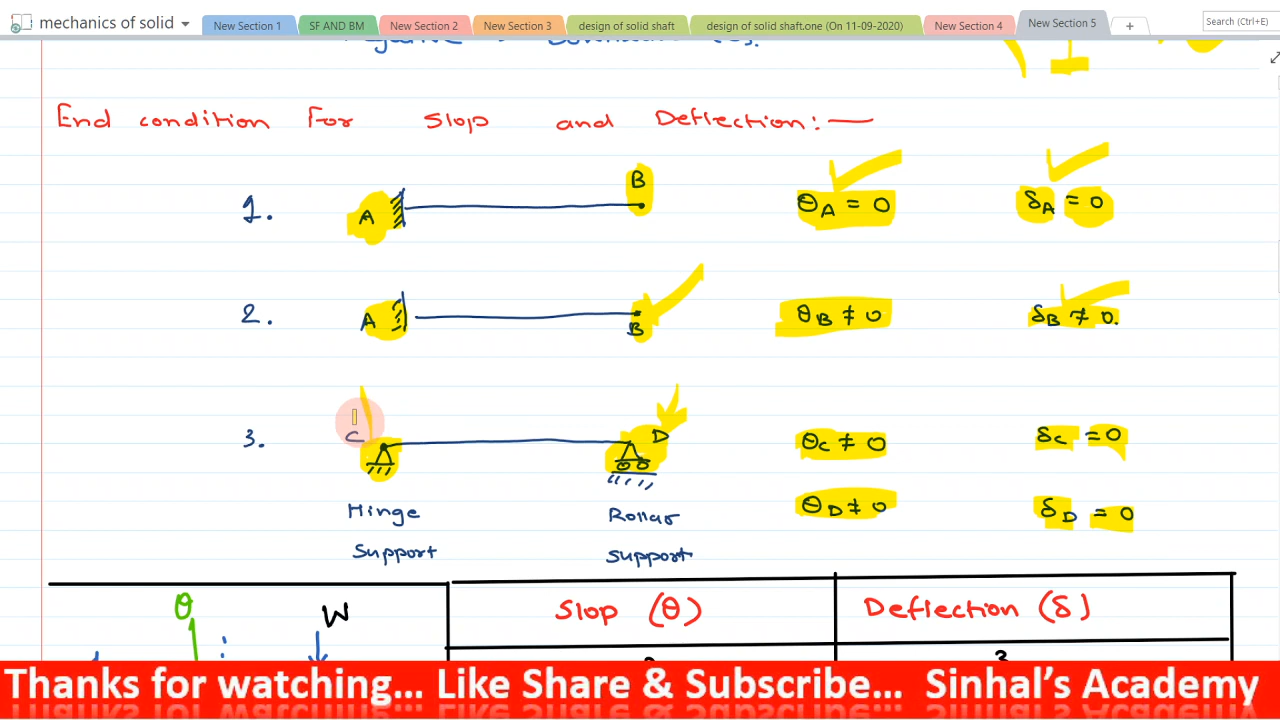 mechanics of solid
New Section 1
SF AND BM
New Section 2
New Section 3
design of solid shaft
design of solid shaft.one (On 11-09-2020)
New Section 4
New Section 5
+
Search (Ctrl+E)
End condition For Slop and Deflection:—
1. A B θA = 0 δA = 0
2. A B θB ≠ 0 δB ≠ 0.
3. C D θC ≠ 0 δC = 0
θD ≠ 0 δD = 0
Hinge Support
Rollar support
θ W
Slop (θ) Deflection (δ)
Thanks for watching... Like Share & Subscribe... Sinhal's Academy